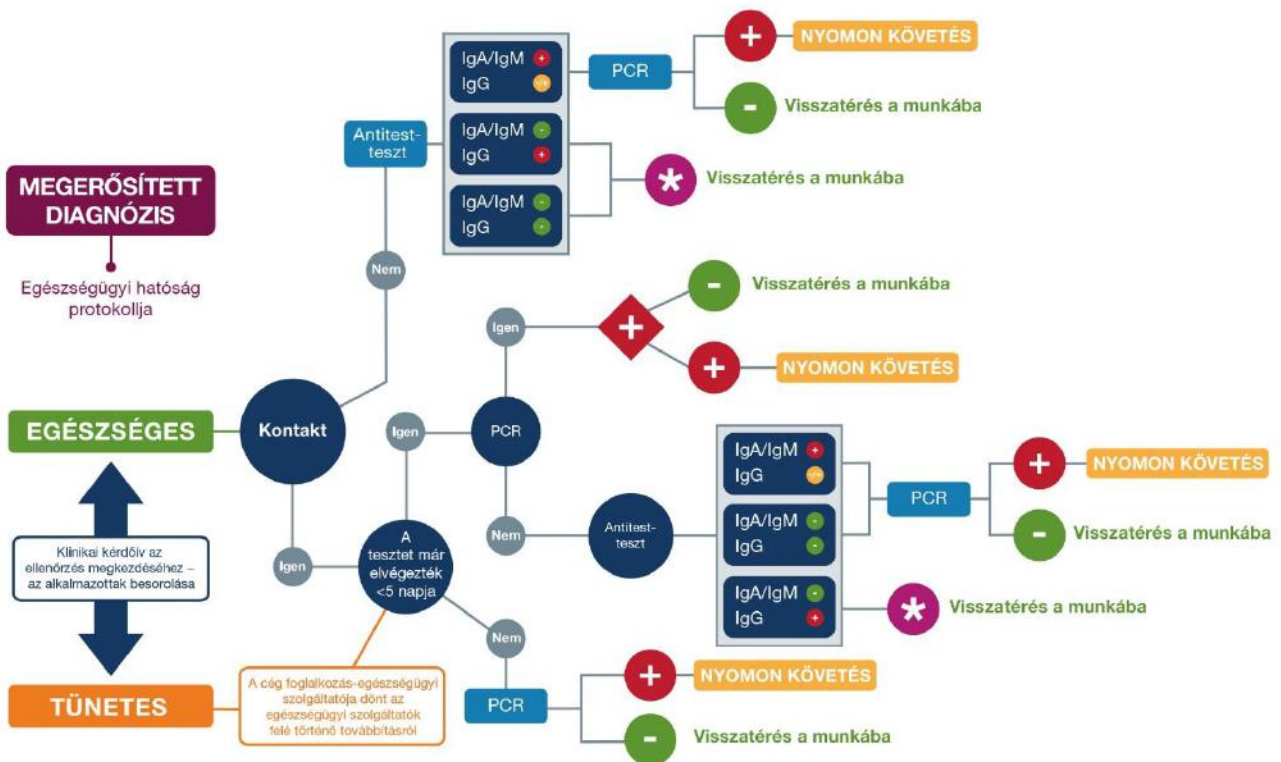 MEGERŐSÍTETT
DIAGNÓZIS
Egészségügyi hatóság
protokollja
EGÉSZSÉGES
Klinikai kérdőív az
ellenőrzés megkezdéséhez –
az alkalmazottak besorolása
TÜNETES
A cég foglalkozás-egészségügyi
szolgáltatója dönt az
egészségügyi szolgáltatók
felé történő továbbításról
Kontakt
Nem
Antitest-
teszt
IgA/IgM +
IgG -/+
IgA/IgM -
IgG +
IgA/IgM -
IgG -
PCR
+
NYOMON KÖVETÉS
-
Visszatérés a munkába
*
Visszatérés a munkába
Igen
A
tesztet már
elvégezték
<5 napja
Igen
PCR
Igen
+
-
Visszatérés a munkába
+
NYOMON KÖVETÉS
Nem
Antitest-
teszt
IgA/IgM +
IgG -/+
IgA/IgM -
IgG -
IgA/IgM -
IgG +
PCR
+
NYOMON KÖVETÉS
-
Visszatérés a munkába
*
Visszatérés a munkába
Nem
PCR
+
NYOMON KÖVETÉS
-
Visszatérés a munkába